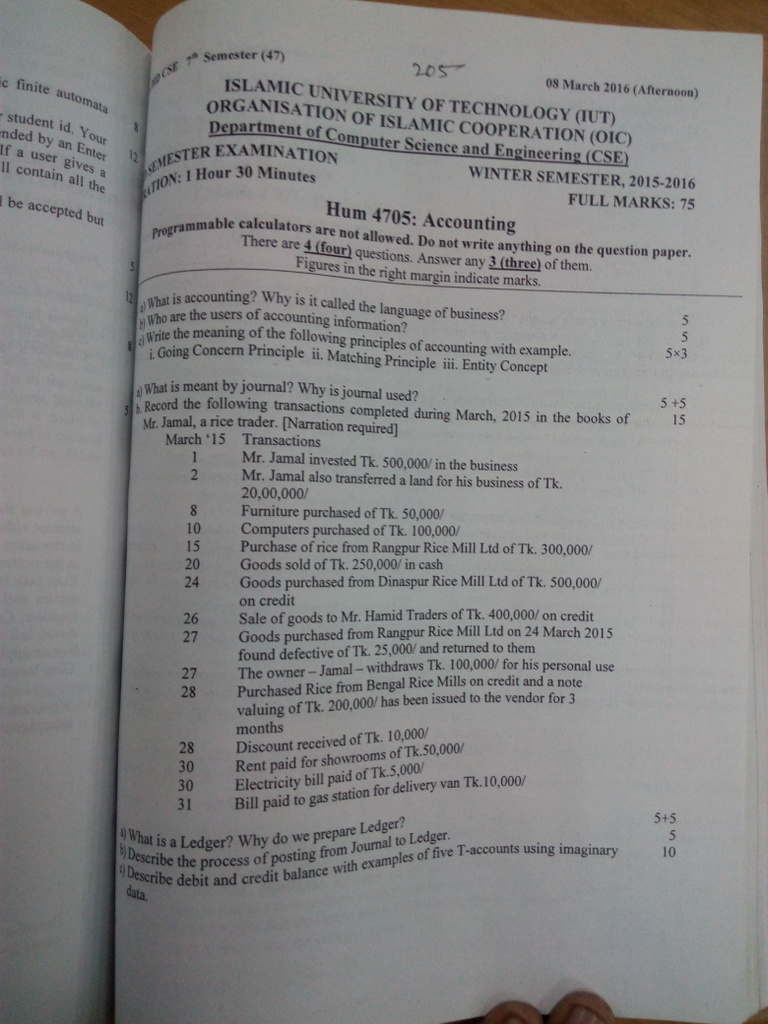 c finite automata
8
r student id. Your
nded by an Enter
12
If a user gives a
ll contain all the
l be accepted but
5
12
8
5
CSE 7th Semester (47)
205
08 March 2016 (Afternoon)
ISLAMIC UNIVERSITY OF TECHNOLOGY (IUT)
ORGANISATION OF ISLAMIC COOPERATION (OIC)
Department of Computer Science and Engineering (CSE)
SEMESTER EXAMINATION
WINTER SEMESTER, 2015-2016
ATION: 1 Hour 30 Minutes
FULL MARKS: 75
Hum 4705: Accounting
Programmable calculators are not allowed. Do not write anything on the question paper.
There are 4 (four) questions. Answer any 3 (three) of them.
Figures in the right margin indicate marks.
a) What is accounting? Why is it called the language of business? 5
b) Who are the users of accounting information? 5
c) Write the meaning of the following principles of accounting with example. 5×3
i. Going Concern Principle ii. Matching Principle iii. Entity Concept
a) What is meant by journal? Why is journal used? 5 +5
b. Record the following transactions completed during March, 2015 in the books of 15
Mr. Jamal, a rice trader. [Narration required]
March '15 Transactions
1 Mr. Jamal invested Tk. 500,000/ in the business
2 Mr. Jamal also transferred a land for his business of Tk.
20,00,000/
8 Furniture purchased of Tk. 50,000/
10 Computers purchased of Tk. 100,000/
15 Purchase of rice from Rangpur Rice Mill Ltd of Tk. 300,000/
20 Goods sold of Tk. 250,000/ in cash
24 Goods purchased from Dinaspur Rice Mill Ltd of Tk. 500,000/
on credit
26 Sale of goods to Mr. Hamid Traders of Tk. 400,000/ on credit
27 Goods purchased from Rangpur Rice Mill Ltd on 24 March 2015
found defective of Tk. 25,000/ and returned to them
27 The owner – Jamal – withdraws Tk. 100,000/ for his personal use
28 Purchased Rice from Bengal Rice Mills on credit and a note
valuing of Tk. 200,000/ has been issued to the vendor for 3
months
28 Discount received of Tk. 10,000/
30 Rent paid for showrooms of Tk.50,000/
30 Electricity bill paid of Tk.5,000/
31 Bill paid to gas station for delivery van Tk.10,000/
a) What is a Ledger? Why do we prepare Ledger? 5+5
b) Describe the process of posting from Journal to Ledger. 5
c) Describe debit and credit balance with examples of five T-accounts using imaginary 10
data.